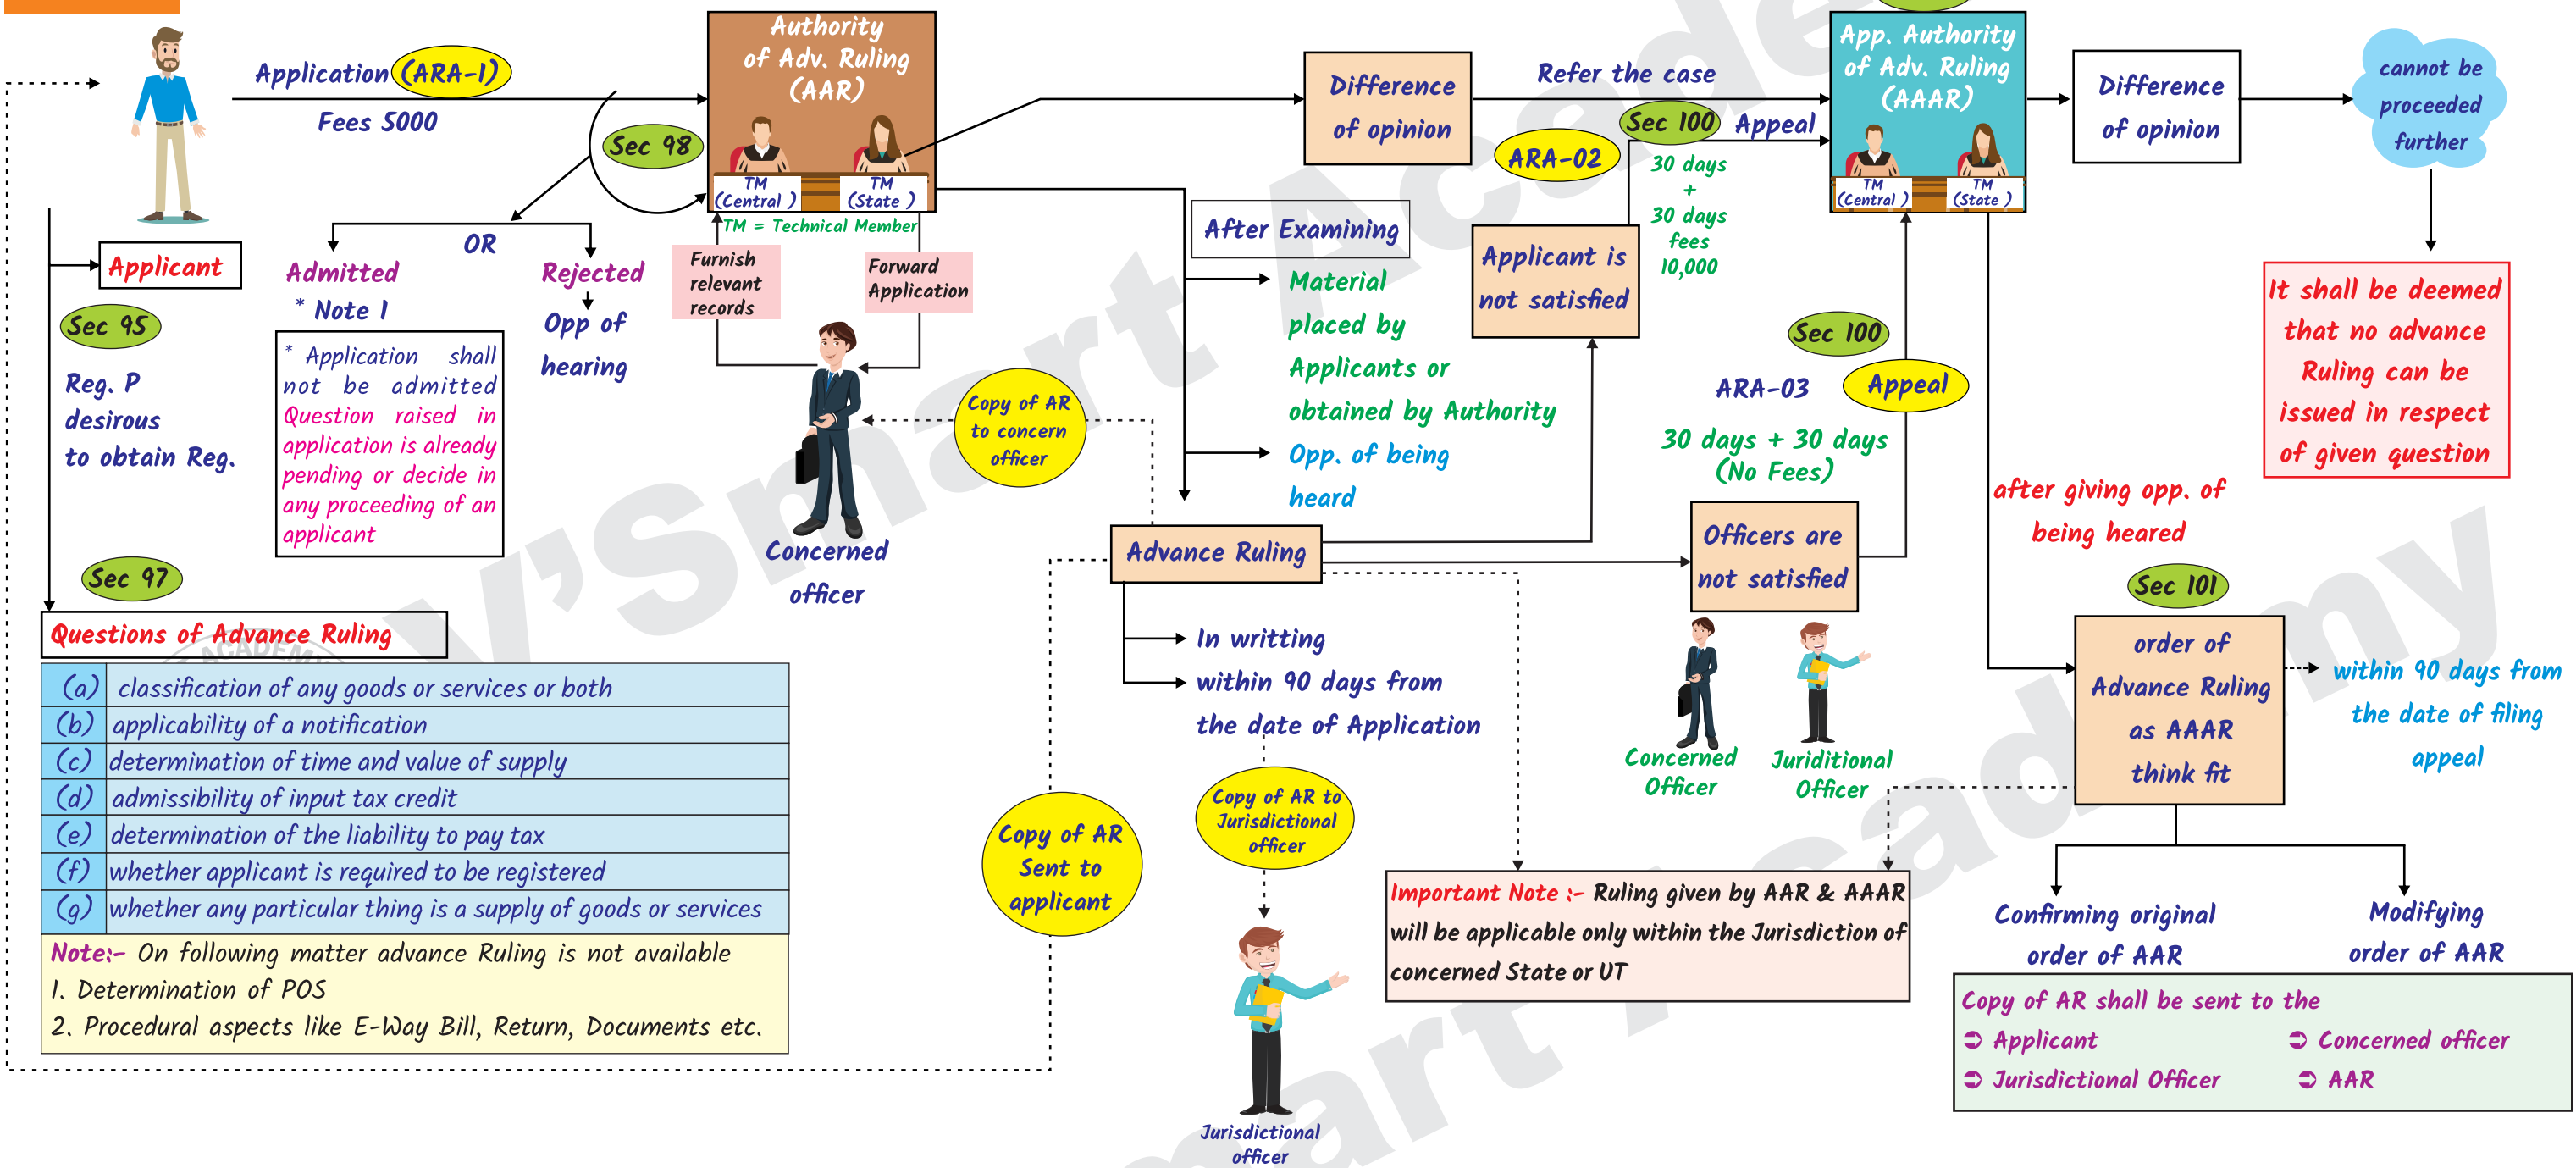 Application (ARA-1)
Fees 5000
Sec 98
Authority
of Adv. Ruling
(AAR)
TM
(Central )
TM
(State )
TM = Technical Member
Difference
of opinion
Refer the case
Sec 100
Appeal
ARA-02
30 days
+
30 days
fees
10,000
App. Authority
of Adv. Ruling
(AAAR)
TM
(Central )
TM
(State )
Difference
of opinion
cannot be
proceeded
further
It shall be deemed
that no advance
Ruling can be
issued in respect
of given question
Applicant
Sec 95
Reg. P
desirous
to obtain Reg.
Sec 97
OR
Admitted
* Note 1
* Application shall
not be admitted
Question raised in
application is already
pending or decide in
any proceeding of an
applicant
Rejected
Opp of
hearing
Furnish
relevant
records
Forward
Application
Concerned
officer
Copy of AR
to concern
officer
After Examining
Material
placed by
Applicants or
obtained by Authority
Opp. of being
heard
Applicant is
not satisfied
Sec 100
Appeal
ARA-03
30 days + 30 days
(No Fees)
Officers are
not satisfied
Concerned
Officer
Juriditional
Officer
Advance Ruling
In writting
within 90 days from
the date of Application
Copy of AR to
Jurisdictional
officer
Jurisdictional
officer
Copy of AR
Sent to
applicant
after giving opp. of
being heared
Sec 101
order of
Advance Ruling
as AAAR
think fit
within 90 days from
the date of filing
appeal
Confirming original
order of AAR
Modifying
order of AAR
Copy of AR shall be sent to the
➲ Applicant
➲ Concerned officer
➲ Jurisdictional Officer
➲ AAR
Important Note :- Ruling given by AAR & AAAR
will be applicable only within the Jurisdiction of
concerned State or UT
Questions of Advance Ruling
(a) classification of any goods or services or both
(b) applicability of a notification
(c) determination of time and value of supply
(d) admissibility of input tax credit
(e) determination of the liability to pay tax
(f) whether applicant is required to be registered
(g) whether any particular thing is a supply of goods or services
Note:- On following matter advance Ruling is not available
1. Determination of POS
2. Procedural aspects like E-Way Bill, Return, Documents etc.
V'Smart Academy
ACADEMY